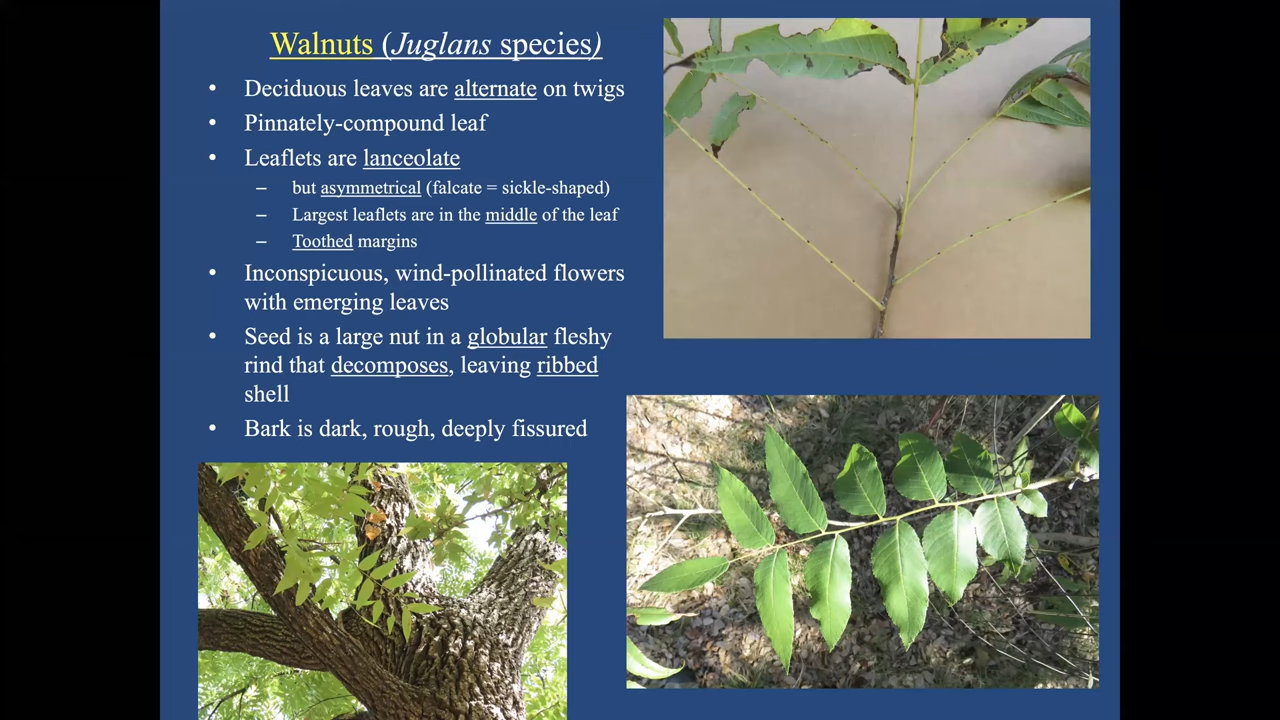 Walnuts (Juglans species)
• Deciduous leaves are alternate on twigs
• Pinnately-compound leaf
• Leaflets are lanceolate
– but asymmetrical (falcate = sickle-shaped)
– Largest leaflets are in the middle of the leaf
– Toothed margins
• Inconspicuous, wind-pollinated flowers
with emerging leaves
• Seed is a large nut in a globular fleshy
rind that decomposes, leaving ribbed
shell
• Bark is dark, rough, deeply fissured